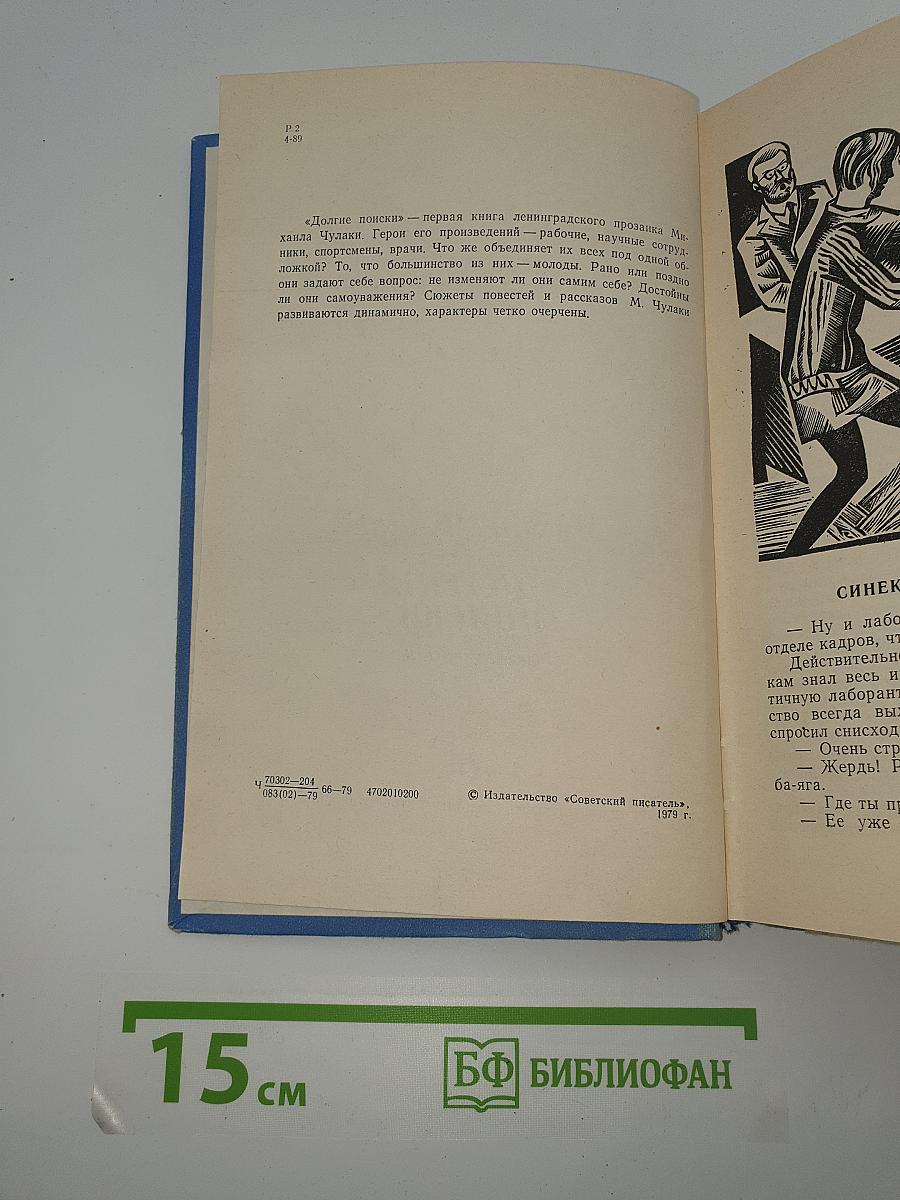 Р 2
4-89
«Долгие поиски» — первая книга ленинградского прозаика Ми-
хаила Чулаки. Герои его произведений — рабочие, научные сотруд-
ники, спортсмены, врачи. Что же объединяет их всех под одной об-
ложкой? То, что большинство из них — молоды. Рано или поздно
они задают себе вопрос: не изменяют ли они самим себе? Достойны
ли они самоуважения? Сюжеты повестей и рассказов М. Чулаки
развиваются динамично, характеры четко очерчены.
Ч 70302—204
083(02)—79 66—79 4702010200
© Издательство «Советский писатель»,
1979 г.
СИНЕК
— Ну и лабо
отделе кадров, чт
Действительно
кам знал весь и
тичную лаборант
ство всегда вых
спросил снисход
— Очень стр
— Жердь! Р
ба-яга.
— Где ты пр
— Ее уже
15 см
БФ БИБЛИОФАН